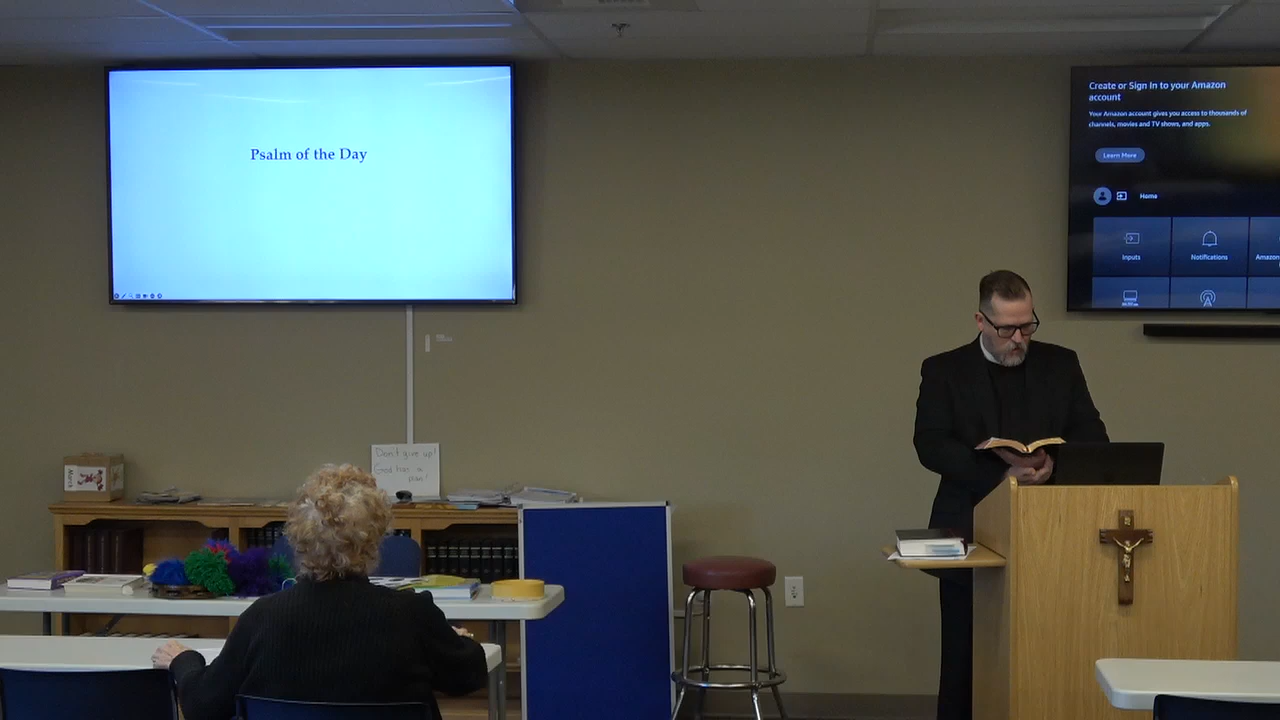 Psalm of the Day
Create or Sign In to your Amazon
account
Your Amazon account gives you access to thousands of
channels, movies and TV shows, and apps.
Learn More
Home
Inputs
Notifications
Amazon
Don't give up!
God has a
plan!
March